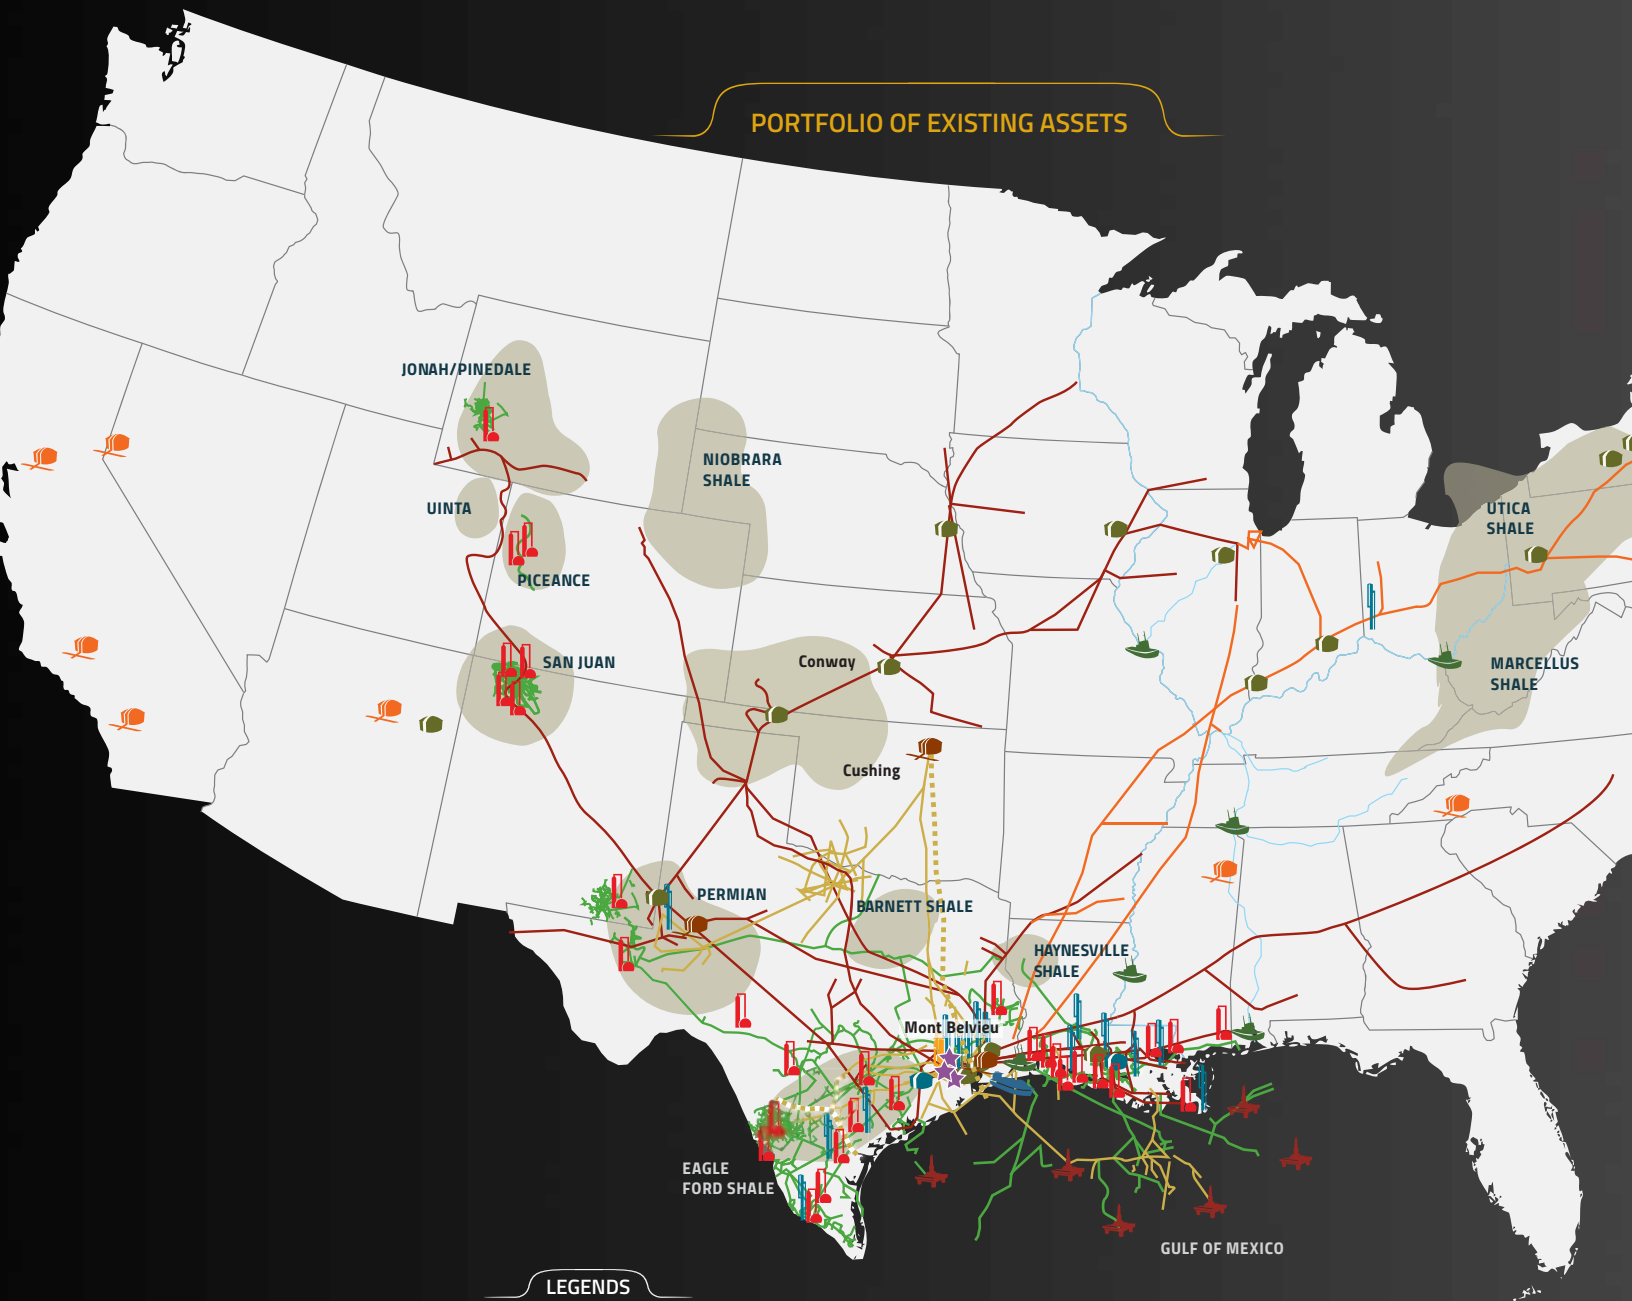 PORTFOLIO OF EXISTING ASSETS
JONAH/PINEDALE
NIOBRARA
SHALE
UINTA
UTICA
SHALE
PICEANCE
SAN JUAN
Conway
MARCELLUS
SHALE
Cushing
PERMIAN
BARNETT SHALE
HAYNESVILLE
SHALE
Mont Belvieu
EAGLE
FORD SHALE
GULF OF MEXICO
LEGENDS